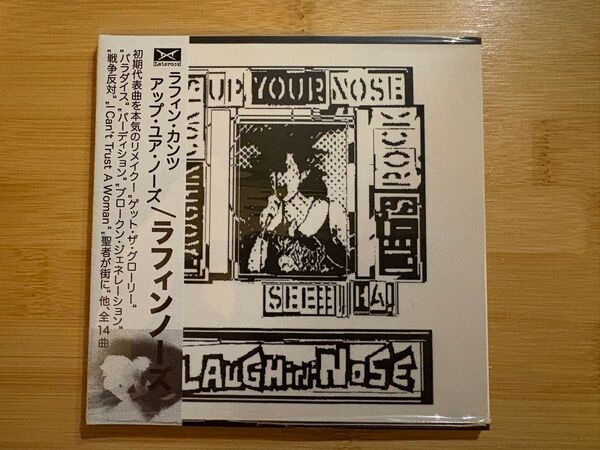 Letsrock!
ラフィン・カンツ
アップ・ユア・ノーズ/ラフィンノーズ
初期代表曲を本気のリメイク!"ゲット・ザ・グローリー"
"パラダイス"、"パーディション"、"ブロークン・ジェネレーション"
"戦争反対"、"I Can't Trust A Woman"、"聖者が街に"他、全14曲
UP YOUR NOSE
LET'S ROCK
SEE!!! HA!
LAUGHiN' NOSE